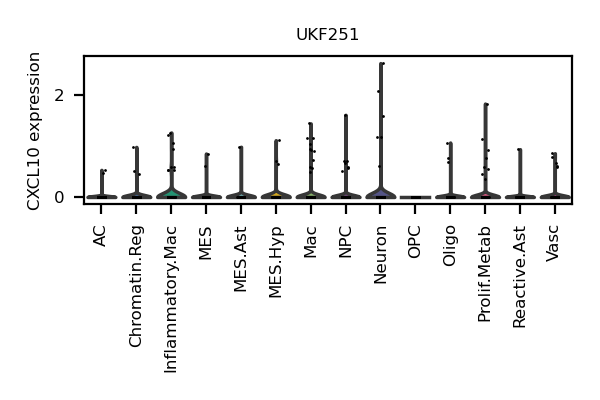 UKF251
CXCL10 expression
2
0
AC
Chromatin.Reg
Inflammatory.Mac
MES
MES.Ast
MES.Hyp
Mac
NPC
Neuron
OPC
Oligo
Prolif.Metab
Reactive.Ast
Vasc